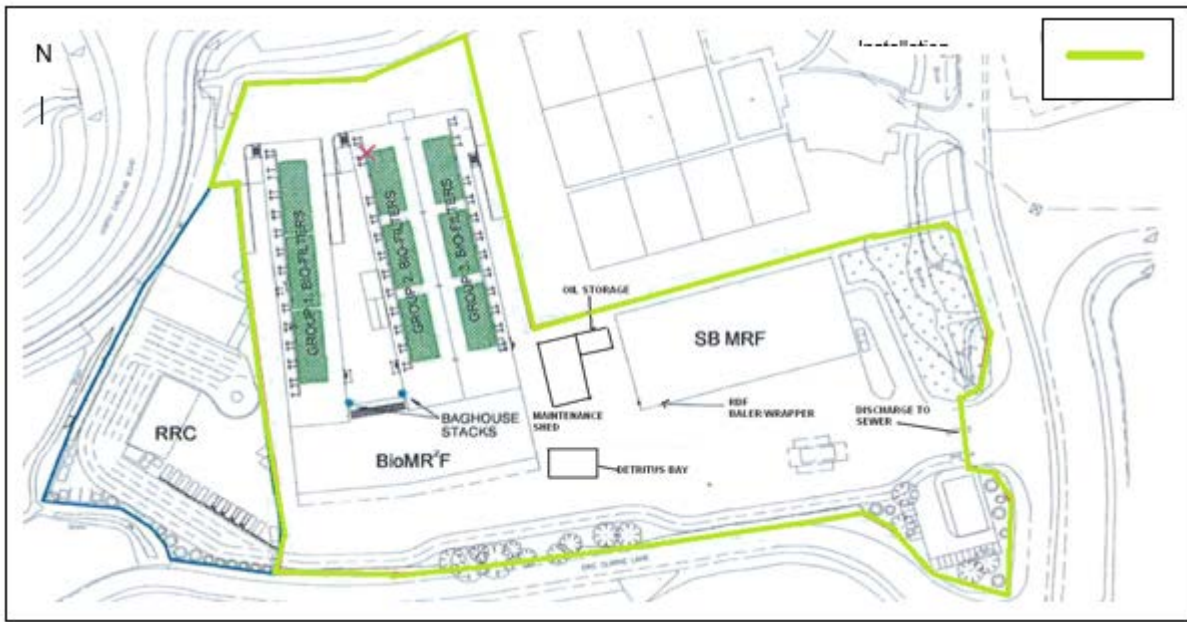 N
Installation
GROUP 1, BIO-FILTERS
GROUP 2, BIO-FILTERS
GROUP 3, BIO-FILTERS
OIL STORAGE
SB MRF
MAINTENANCE
SHED
RDF
BALER/WRAPPER
DISCHARGE TO
SEWER
BAGHOUSE
STACKS
RRC
BioMR²F
DETRITUS BAY